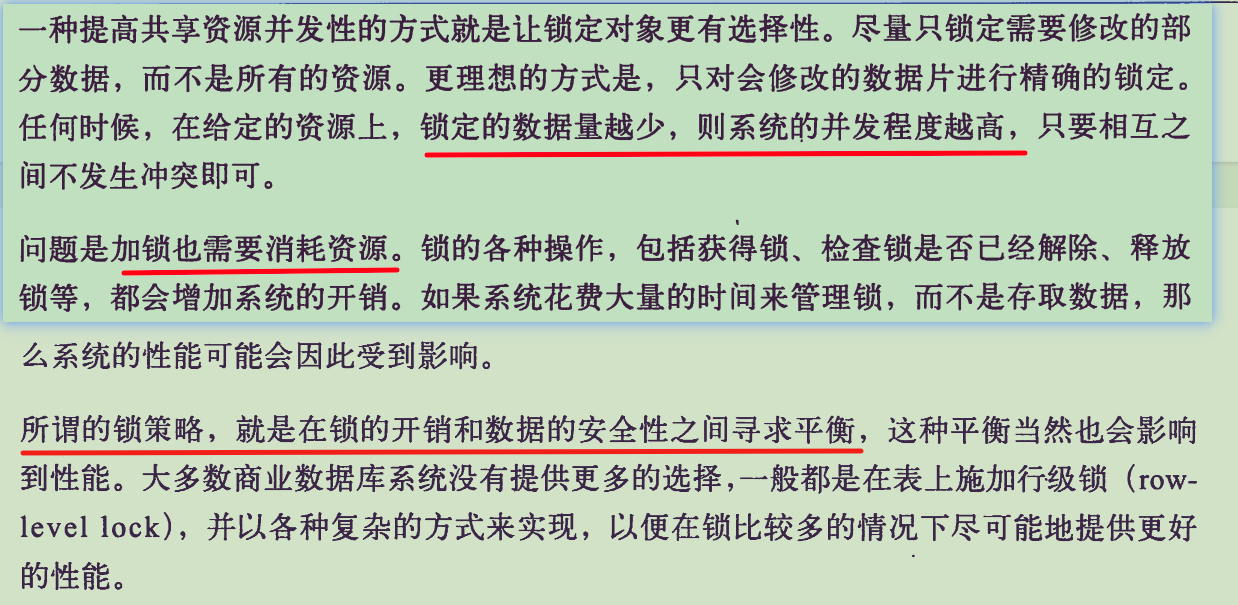 一种提高共享资源并发性的方式就是让锁定对象更有选择性。尽量只锁定需要修改的部
分数据，而不是所有的资源。更理想的方式是，只对会修改的数据片进行精确的锁定。
任何时候，在给定的资源上，锁定的数据量越少，则系统的并发程度越高，只要相互之
间不发生冲突即可。
问题是加锁也需要消耗资源。锁的各种操作，包括获得锁、检查锁是否已经解除、释放
锁等，都会增加系统的开销。如果系统花费大量的时间来管理锁，而不是存取数据，那
么系统的性能可能会因此受到影响。
所谓的锁策略，就是在锁的开销和数据的安全性之间寻求平衡，这种平衡当然也会影响
到性能。大多数商业数据库系统没有提供更多的选择，一般都是在表上施加行级锁（row-
level lock），并以各种复杂的方式来实现，以便在锁比较多的情况下尽可能地提供更好
的性能。